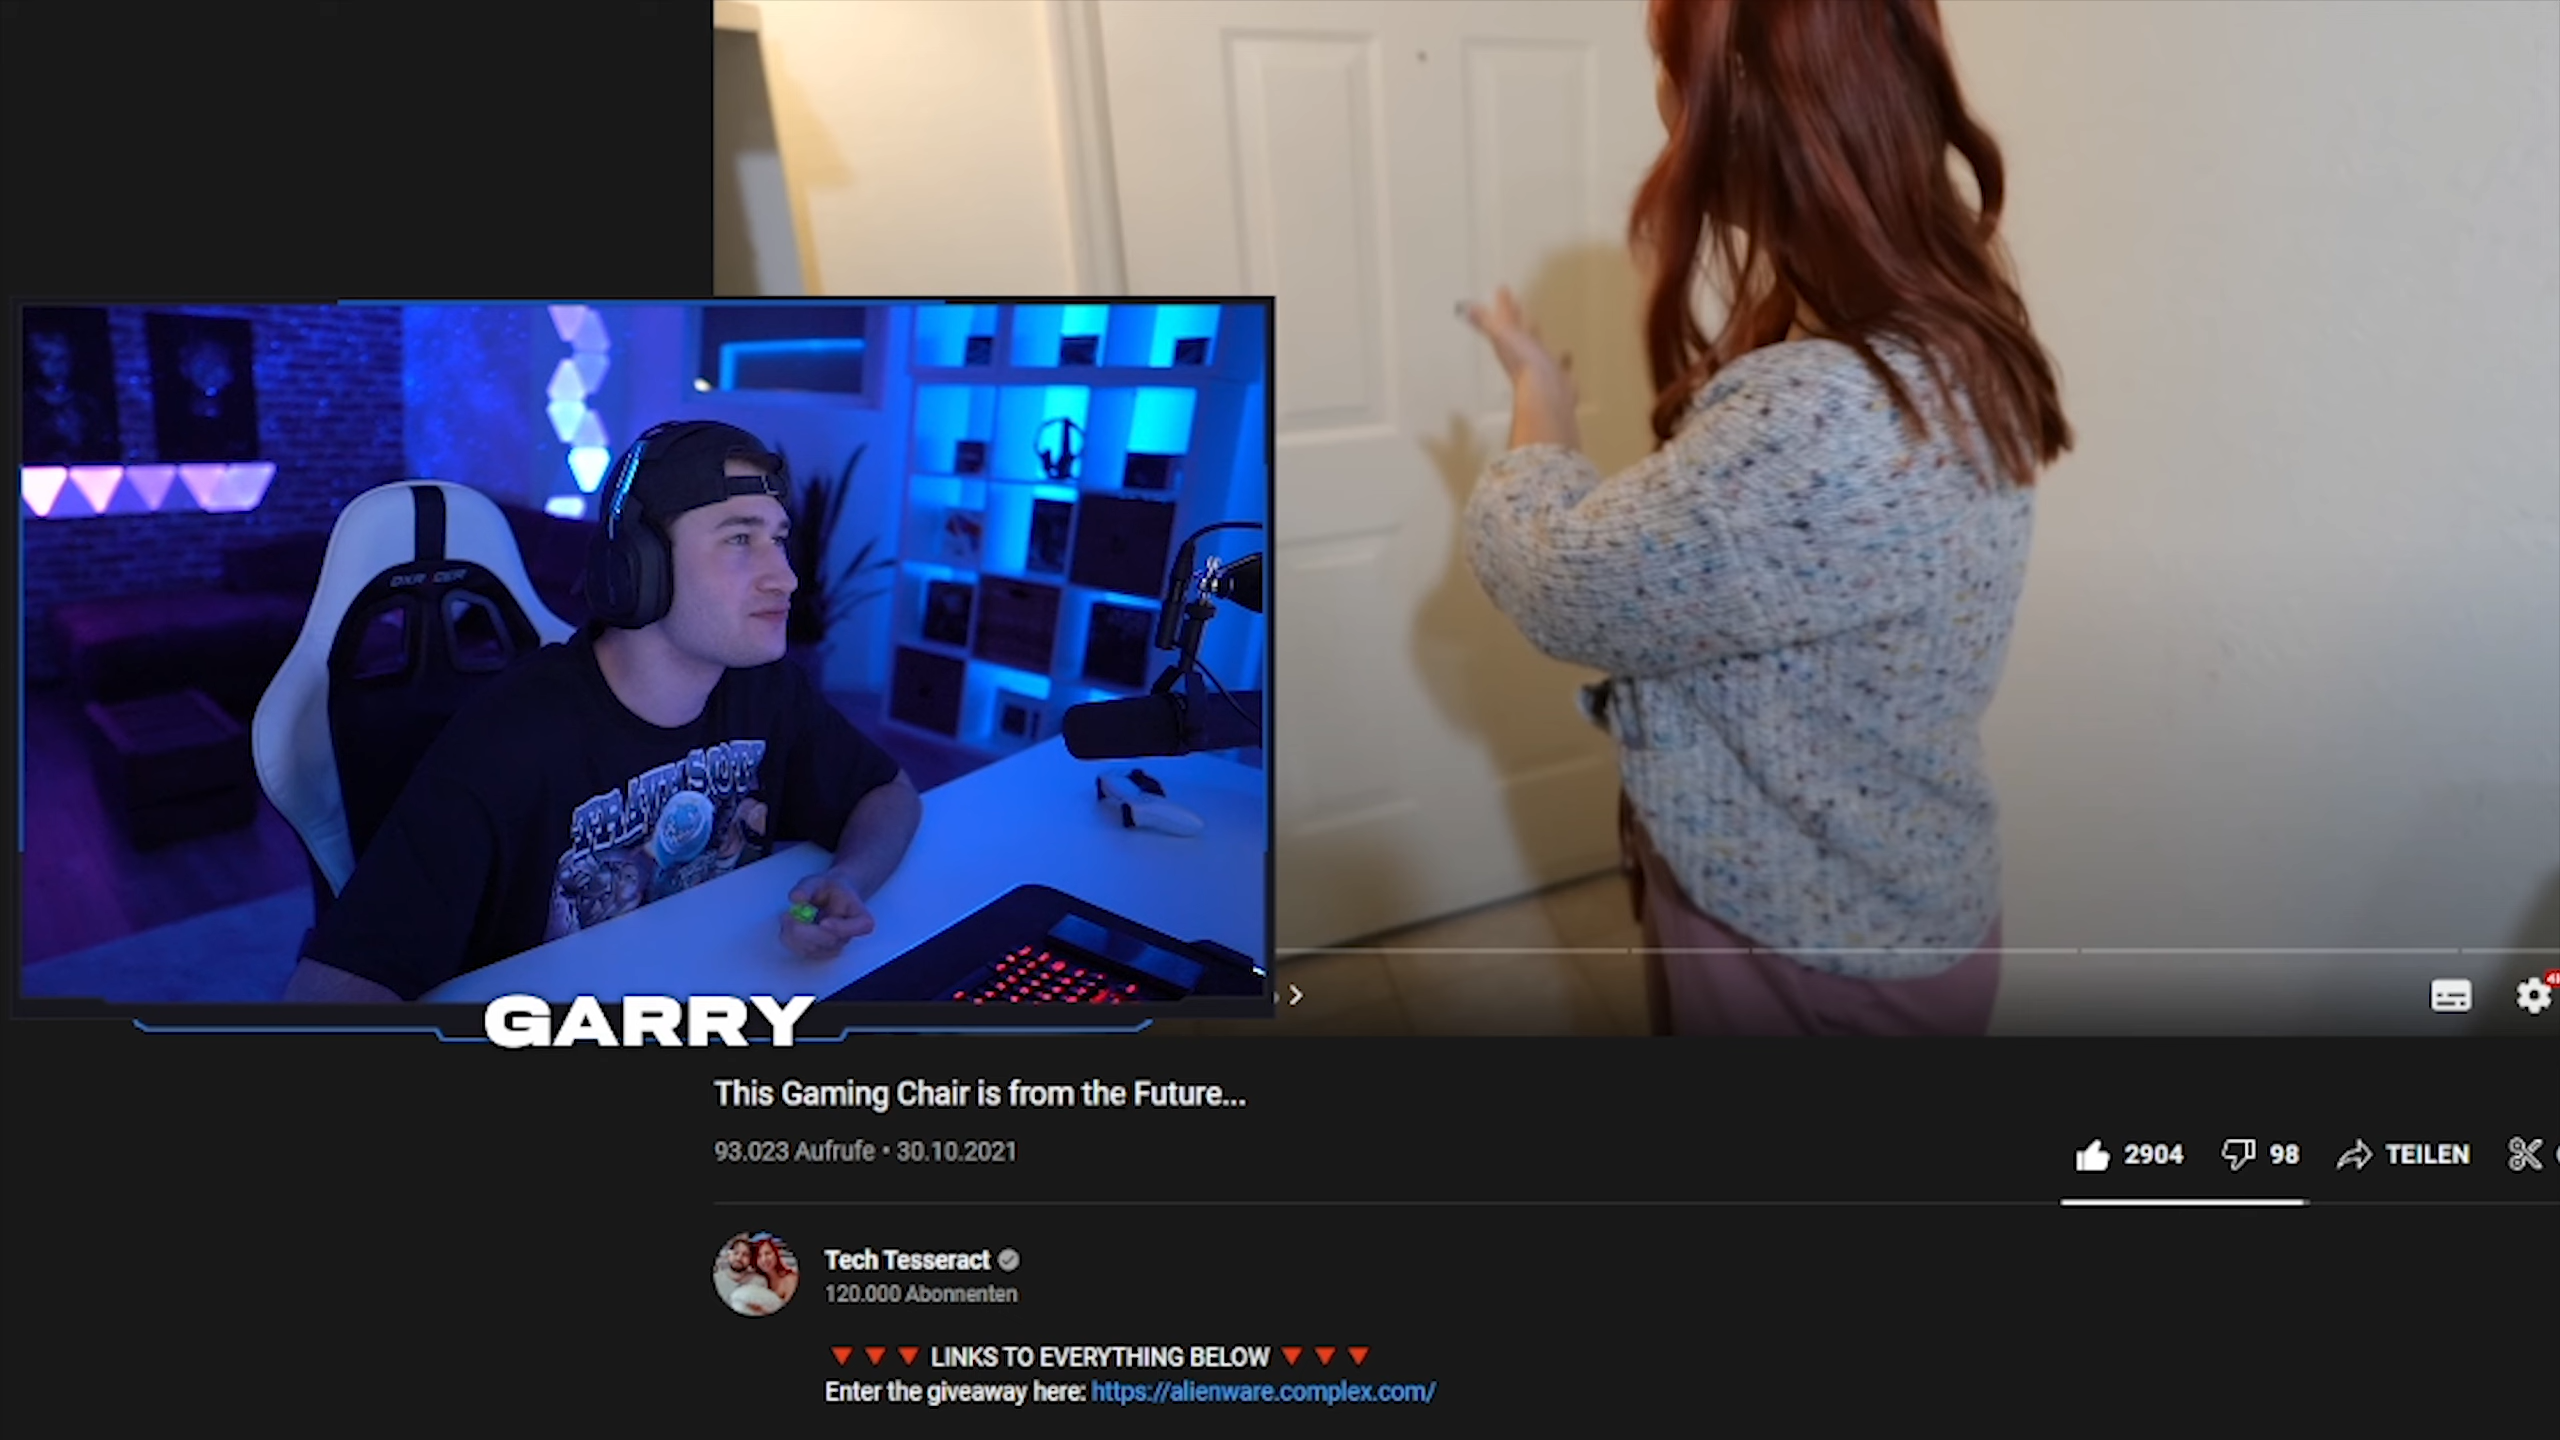 DXRACER
GARRY
This Gaming Chair is from the Future...
93.023 Aufrufe • 30.10.2021
2904 98 TEILEN
Tech Tesseract
120.000 Abonnenten
🔻🔻🔻 LINKS TO EVERYTHING BELOW 🔻🔻🔻
Enter the giveaway here: https://alienware.complex.com/